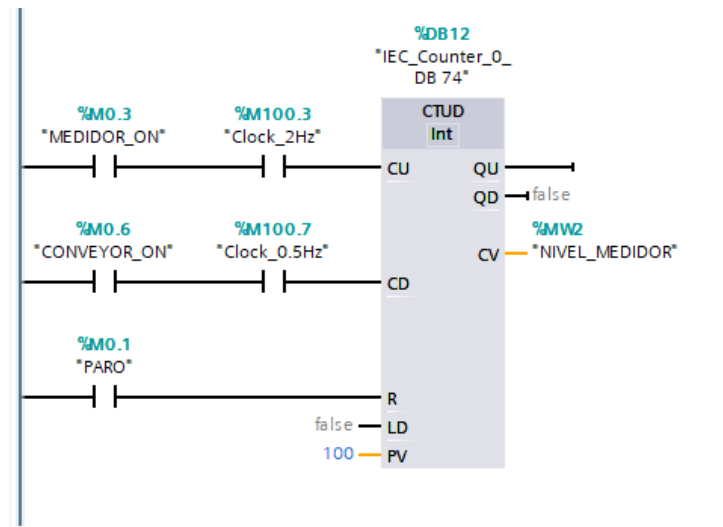 %DB12
"IEC_Counter_0_
DB 74"
CTUD
Int
%M0.3
"MEDIDOR_ON"
%M100.3
"Clock_2Hz"
CU
QU
QD
false
%M0.6
"CONVEYOR_ON"
%M100.7
"Clock_0.5Hz"
%MW2
CV
"NIVEL_MEDIDOR"
CD
%M0.1
"PARO"
R
false
LD
100
PV